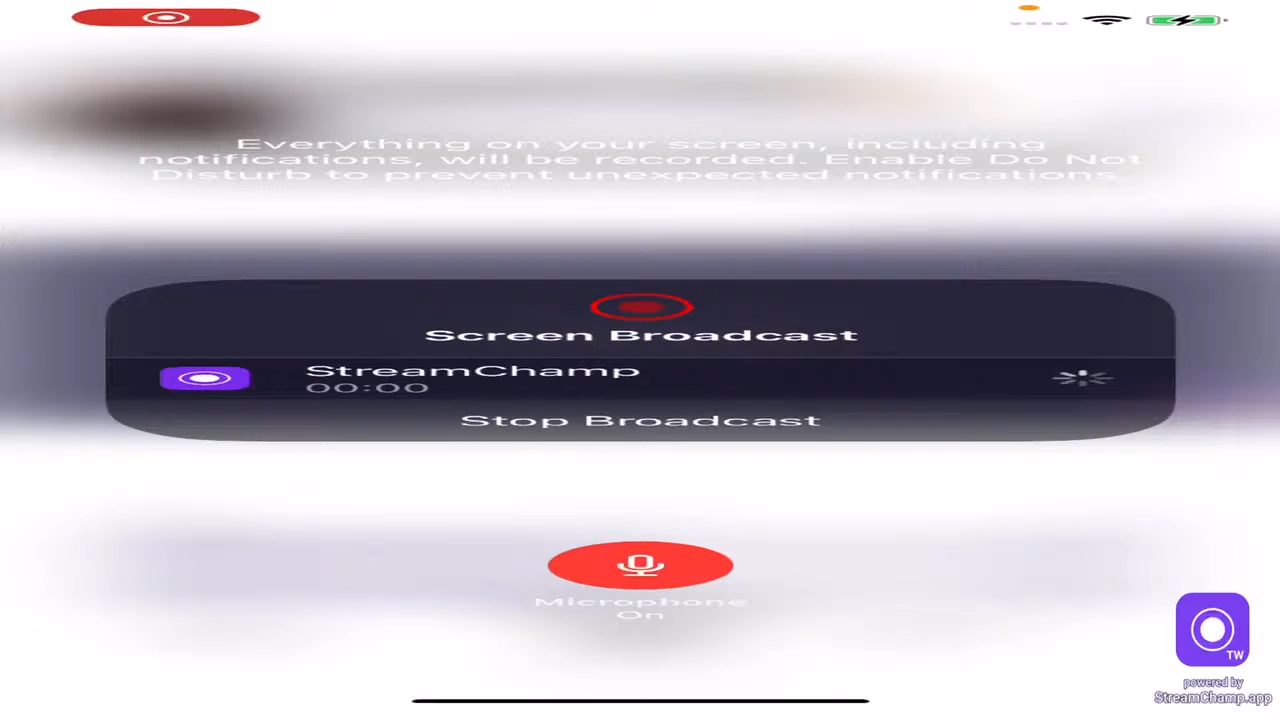 Everything on your screen, including
notifications, will be recorded. Enable Do Not
Disturb to prevent unexpected notifications.
Screen Broadcast
StreamChamp
00:00
Stop Broadcast
Microphone
On
TW
powered by
StreamChamp.app